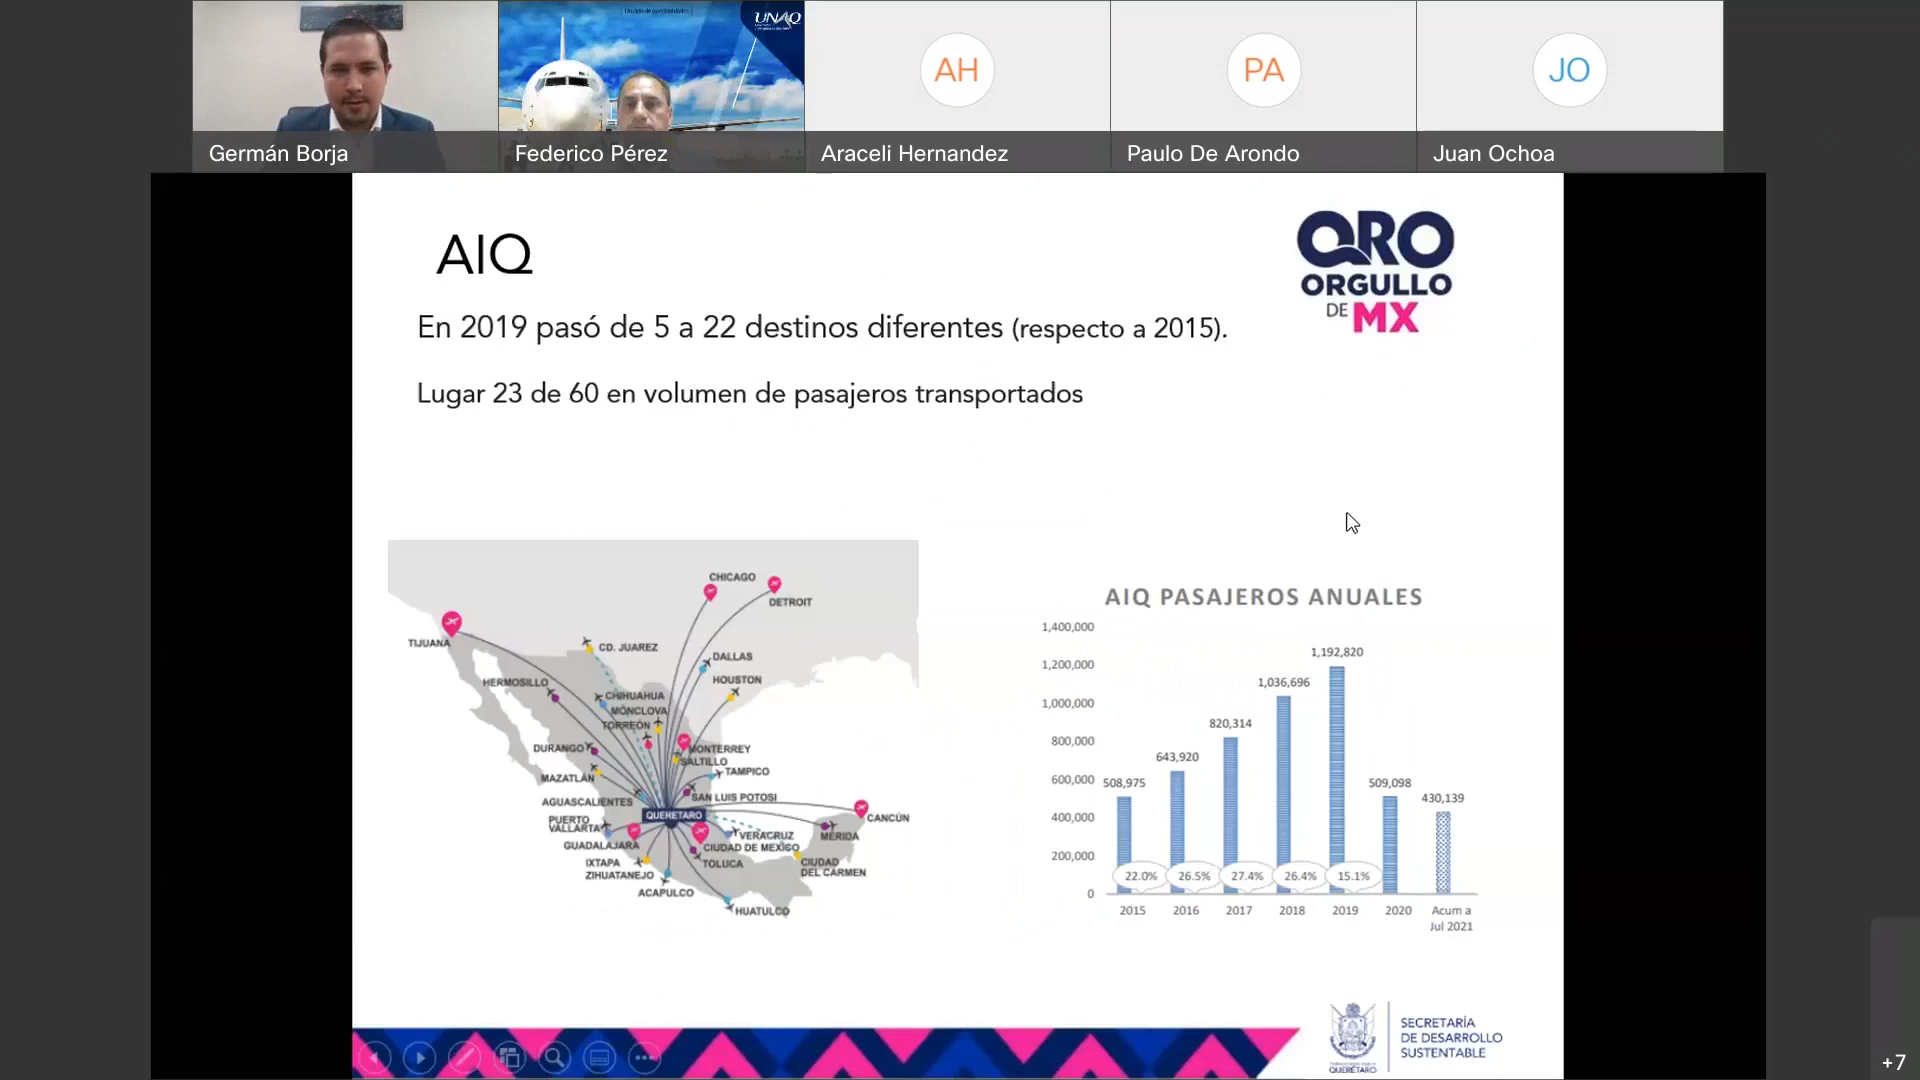 UNAQ
Germán Borja
Federico Pérez
AH
Araceli Hernandez
PA
Paulo De Arondo
JO
Juan Ochoa
AIQ
QRO
ORGULLO
DE MX
En 2019 pasó de 5 a 22 destinos diferentes (respecto a 2015).
Lugar 23 de 60 en volumen de pasajeros transportados
CHICAGO
DETROIT
TIJUANA
CD. JUAREZ
DALLAS
HOUSTON
HERMOSILLO
CHIHUAHUA
MONCLOVA
TORREÓN
DURANGO
MONTERREY
SALTILLO
MAZATLÁN
TAMPICO
AGUASCALIENTES
SAN LUIS POTOSI
QUERÉTARO
CANCÚN
PUERTO
VALLARTA
GUADALAJARA
VERACRUZ
MÉRIDA
CIUDAD DE MEXICO
IXTAPA
ZIHUATANEJO
TOLUCA
CIUDAD
DEL CARMEN
ACAPULCO
HUATULCO
AIQ PASAJEROS ANUALES
1,400,000
1,200,000
1,000,000
800,000
600,000
400,000
200,000
0
508,975
643,920
820,314
1,036,696
1,192,820
509,098
430,139
22.0%
26.5%
27.4%
26.4%
15.1%
2015
2016
2017
2018
2019
2020
Acum a
Jul 2021
QUERÉTARO
SECRETARÍA
DE DESARROLLO
SUSTENTABLE
+7